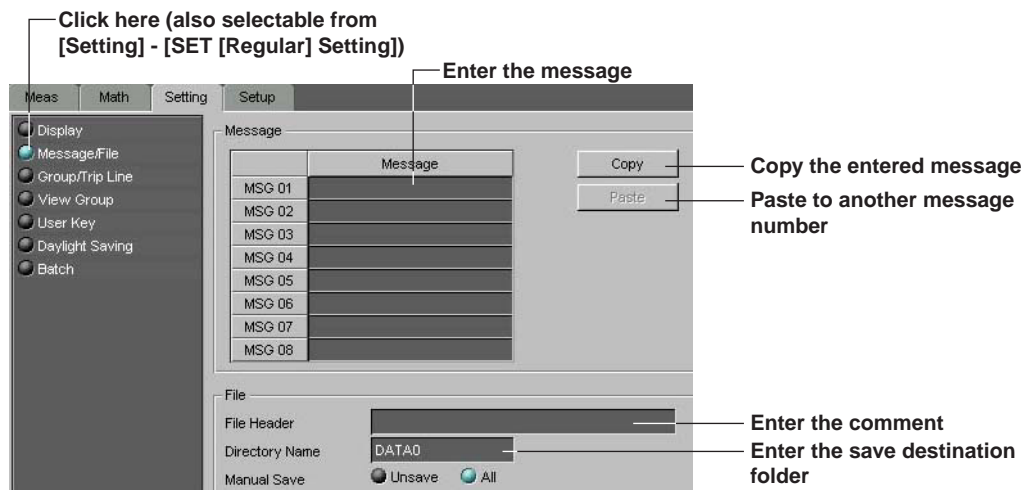 Click here (also selectable from
[Setting] - [SET [Regular] Setting])
Enter the message
Meas Math Setting Setup
Display
Message/File
Group/Trip Line
View Group
User Key
Daylight Saving
Batch
Message
Message
MSG 01
MSG 02
MSG 03
MSG 04
MSG 05
MSG 06
MSG 07
MSG 08
Copy
Paste
Copy the entered message
Paste to another message
number
File
File Header
Directory Name DATA0
Manual Save Unsave All
Enter the comment
Enter the save destination
folder